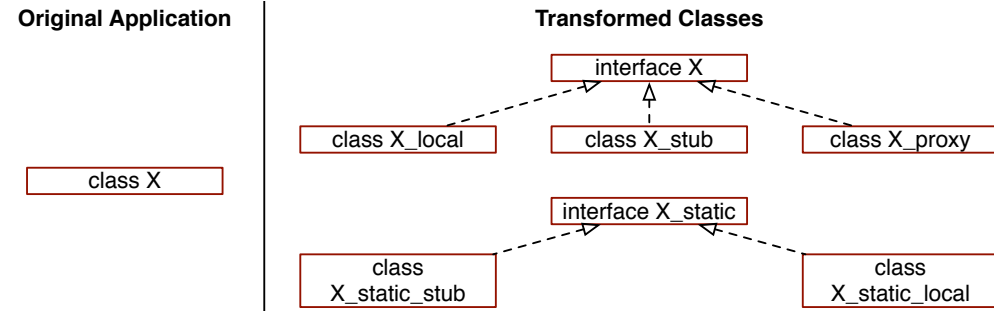 Original Application
Transformed Classes
interface X
class X_local
class X_stub
class X_proxy
class X
interface X_static
class
X_static_stub
class
X_static_local